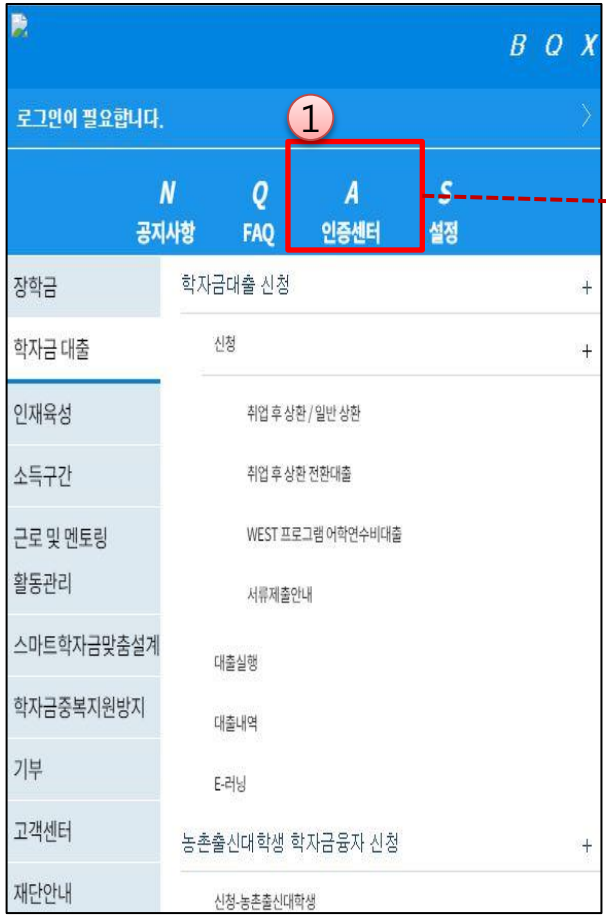 B Q X
로그인이 필요합니다.
1
N Q A S
공지사항 FAQ 인증센터 설정
장학금
학자금대출 신청 +
학자금 대출
신청 +
인재육성
취업 후 상환 / 일반 상환
소득구간
취업 후 상환 전환대출
근로 및 멘토링
활동관리
WEST 프로그램 어학연수비대출
서류제출안내
스마트학자금맞춤설계
대출실행
학자금중복지원방지
대출내역
기부
E-러닝
고객센터
농촌출신대학생 학자금융자 신청 +
재단안내
신청-농촌출신대학생